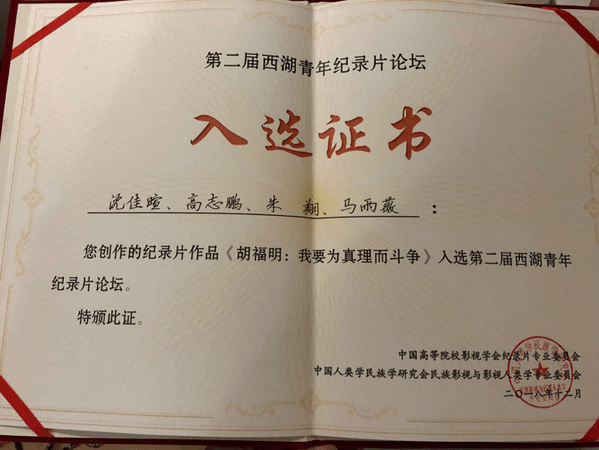 第二届西湖青年纪录片论坛
入选证书
沈佳暄、高志鹏、朱 翔、马雨薇 :
您创作的纪录片作品《胡福明：我要为真理而斗争》入选第二届西湖青年
纪录片论坛。
特颁此证。
中国高等院校影视学会纪录片专业委员会
中国人类学民族学研究会民族影视与影视人类学专业委员会
二〇一八年十二月